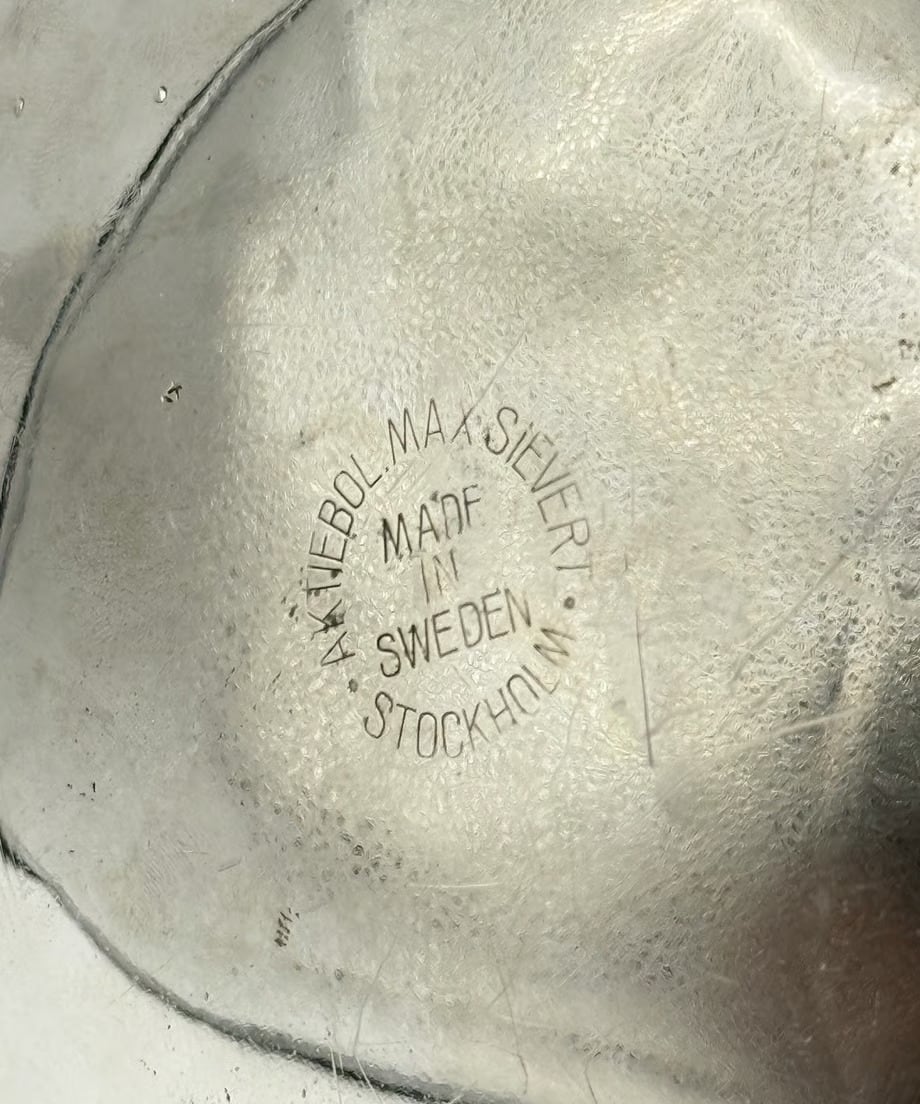 AKTIEBOL. MAX SIEVERT
MADE
IN
SWEDEN
• STOCKHOLM •